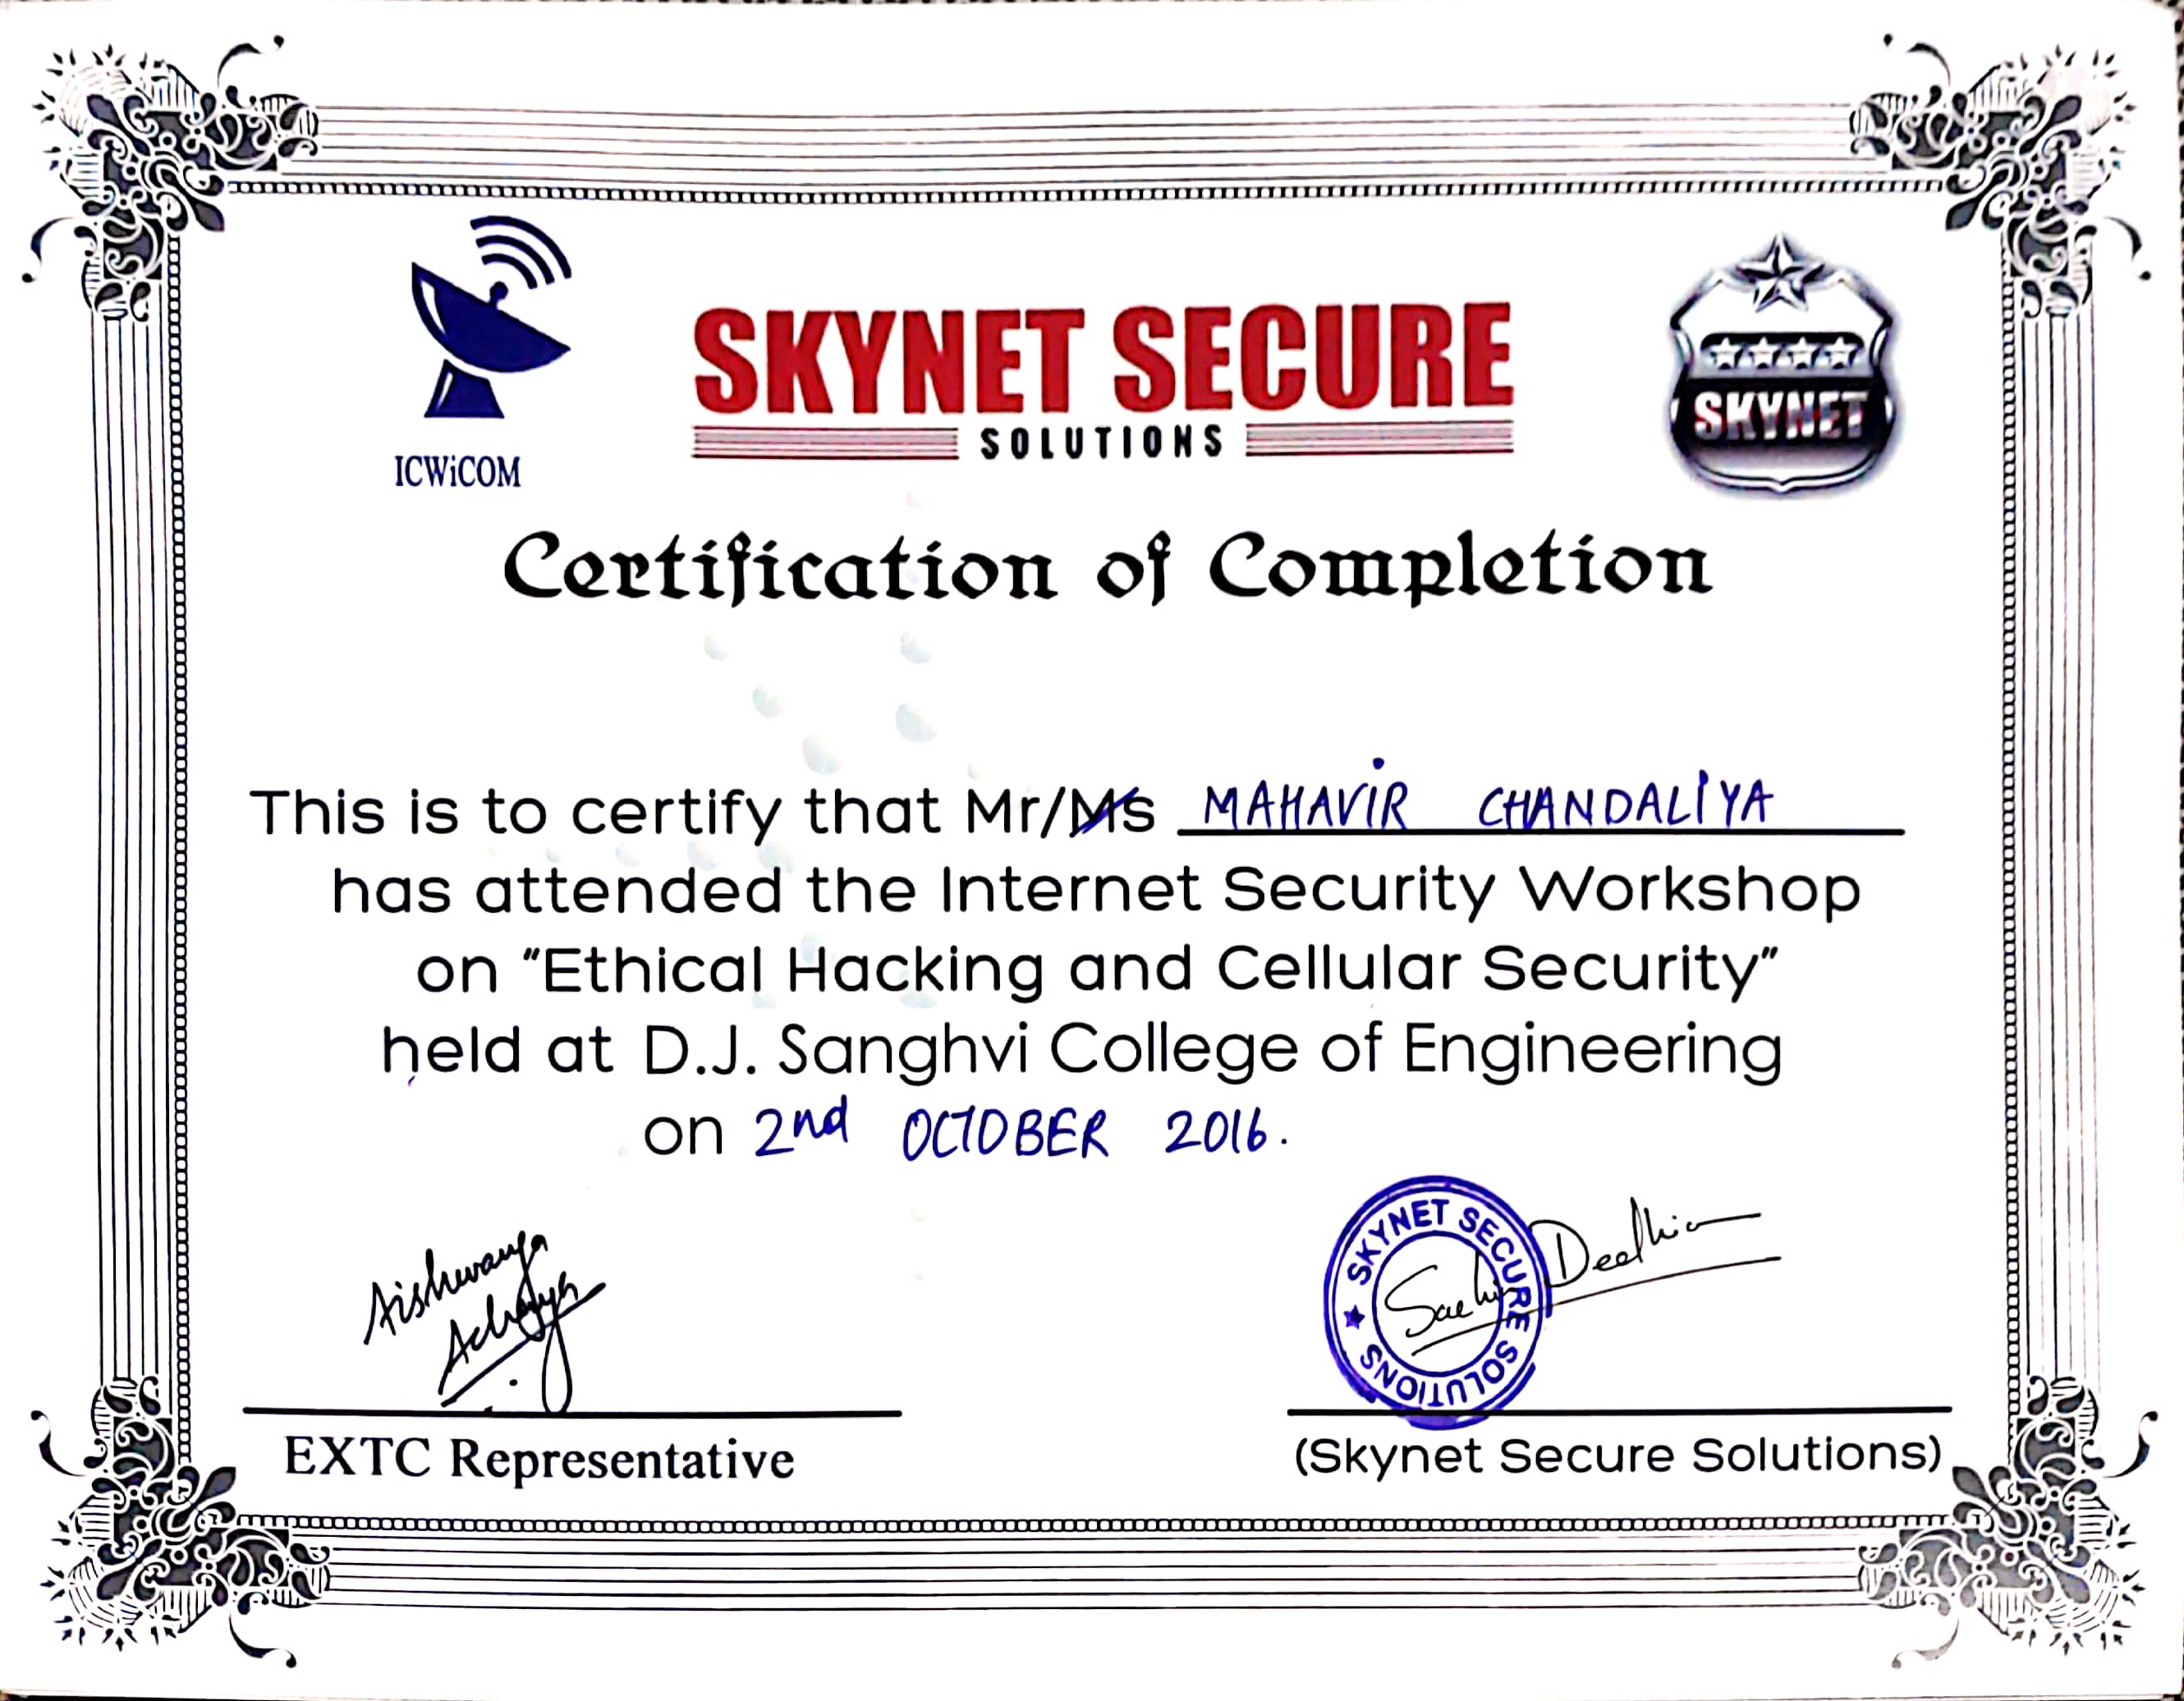 ICWiCOM
SKYNET SECURE
SOLUTIONS
SKYNET
Certification of Completion
This is to certify that Mr/Ms MAHAVIR CHANDALIYA
has attended the Internet Security Workshop
on "Ethical Hacking and Cellular Security"
held at D.J. Sanghvi College of Engineering
on 2nd OCTOBER 2016.
Aishwarya
SKYNET SECURE SOLUTIONS
Dedhia
EXTC Representative
(Skynet Secure Solutions)